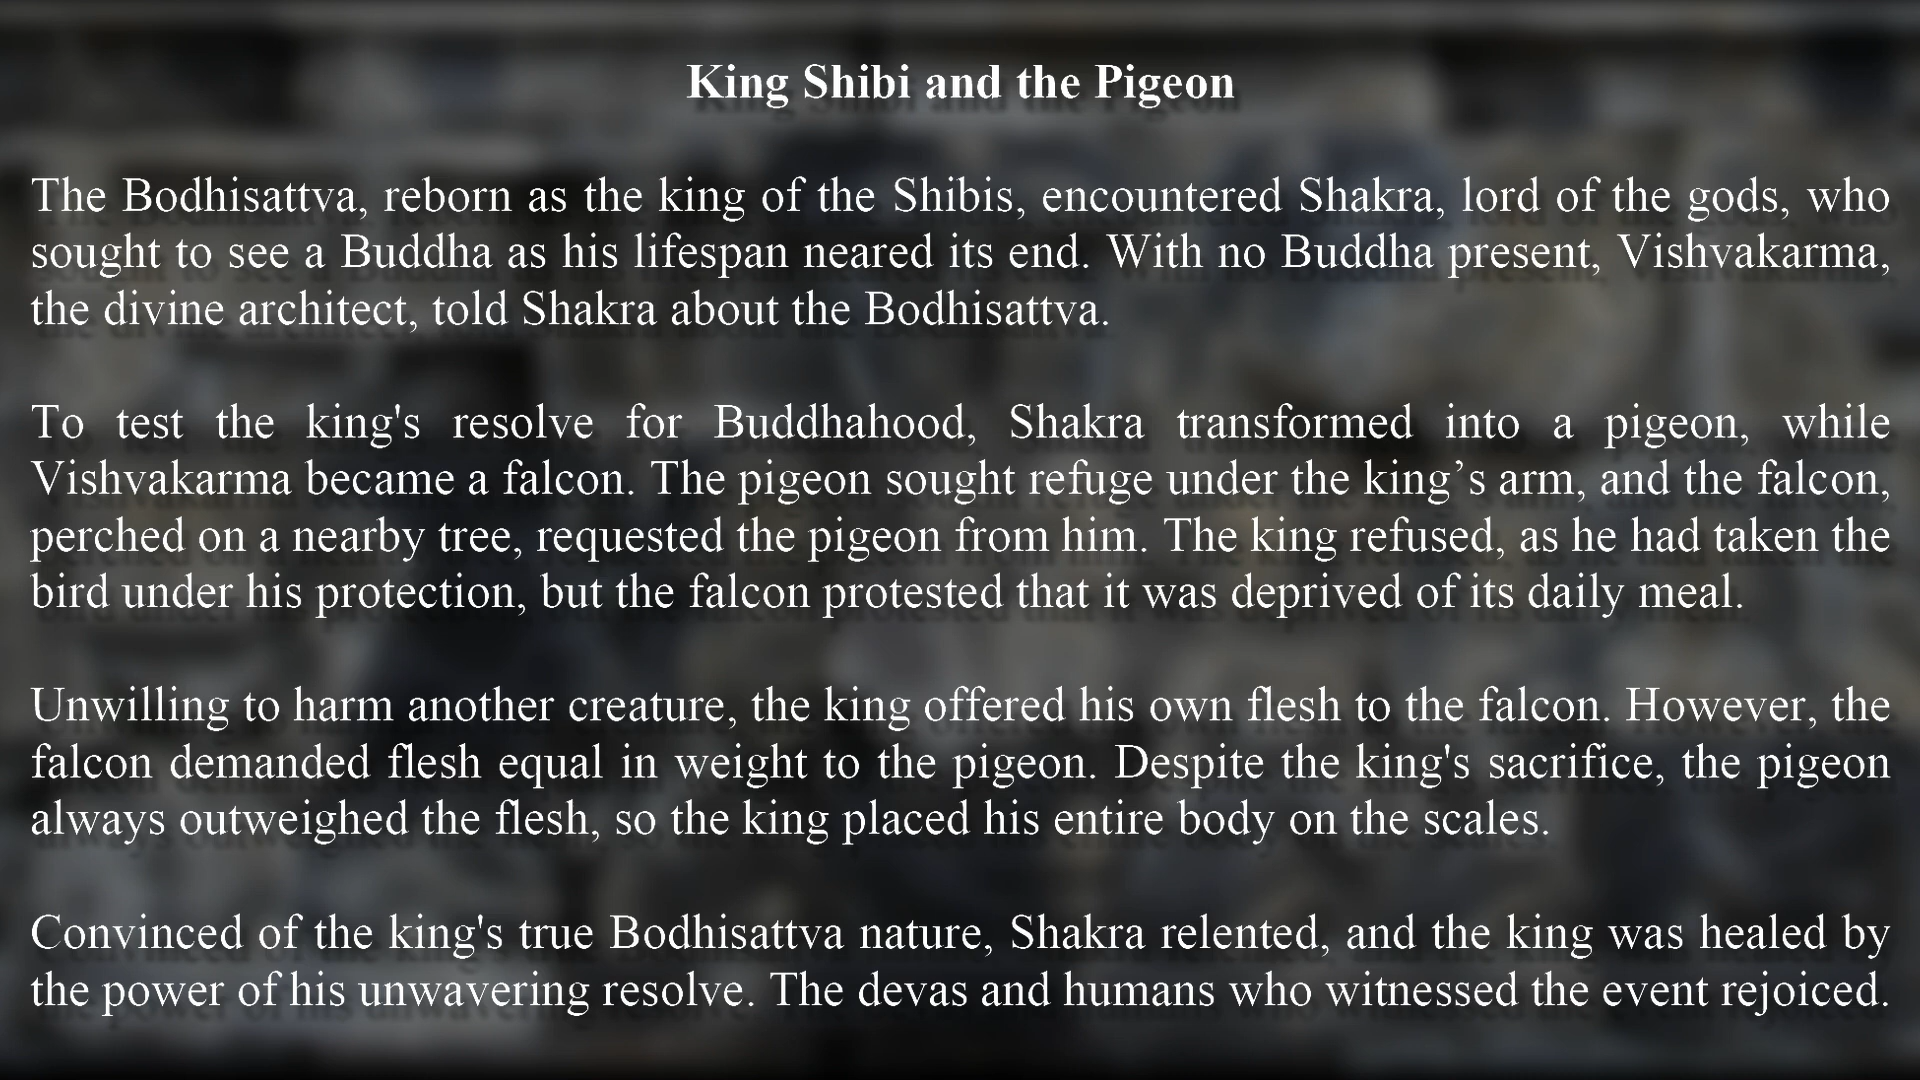 King Shibi and the Pigeon
The Bodhisattva, reborn as the king of the Shibis, encountered Shakra, lord of the gods, who
sought to see a Buddha as his lifespan neared its end. With no Buddha present, Vishvakarma,
the divine architect, told Shakra about the Bodhisattva.
To test the king's resolve for Buddhahood, Shakra transformed into a pigeon, while
Vishvakarma became a falcon. The pigeon sought refuge under the king’s arm, and the falcon,
perched on a nearby tree, requested the pigeon from him. The king refused, as he had taken the
bird under his protection, but the falcon protested that it was deprived of its daily meal.
Unwilling to harm another creature, the king offered his own flesh to the falcon. However, the
falcon demanded flesh equal in weight to the pigeon. Despite the king's sacrifice, the pigeon
always outweighed the flesh, so the king placed his entire body on the scales.
Convinced of the king's true Bodhisattva nature, Shakra relented, and the king was healed by
the power of his unwavering resolve. The devas and humans who witnessed the event rejoiced.